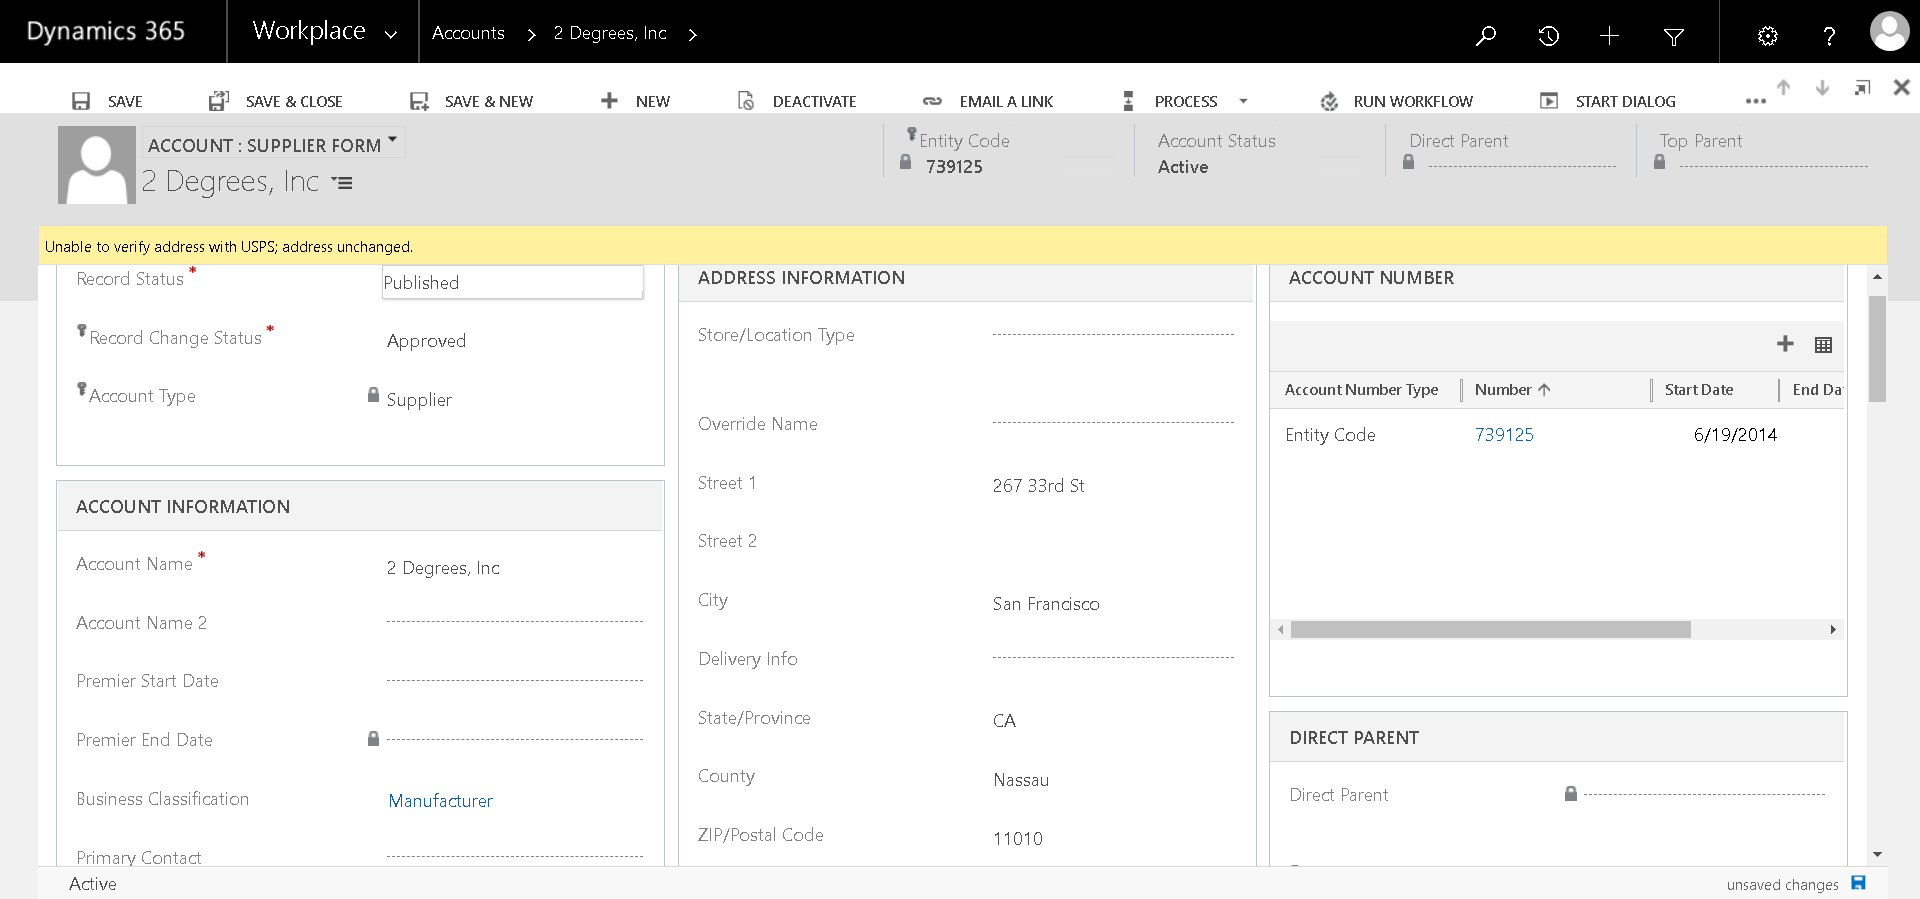 Dynamics 365
Workplace
Accounts
2 Degrees, Inc
SAVE
SAVE & CLOSE
SAVE & NEW
NEW
DEACTIVATE
EMAIL A LINK
PROCESS
RUN WORKFLOW
START DIALOG
ACCOUNT : SUPPLIER FORM
2 Degrees, Inc
Entity Code
739125
Account Status
Active
Direct Parent
Top Parent
Unable to verify address with USPS; address unchanged.
Record Status *
Published
Record Change Status *
Approved
Account Type
Supplier
ACCOUNT INFORMATION
Account Name *
2 Degrees, Inc
Account Name 2
Premier Start Date
Premier End Date
Business Classification
Manufacturer
Primary Contact
ADDRESS INFORMATION
Store/Location Type
Override Name
Street 1
267 33rd St
Street 2
City
San Francisco
Delivery Info
State/Province
CA
County
Nassau
ZIP/Postal Code
11010
ACCOUNT NUMBER
Account Number Type
Number
Start Date
End Da
Entity Code
739125
6/19/2014
DIRECT PARENT
Direct Parent
Active
unsaved changes